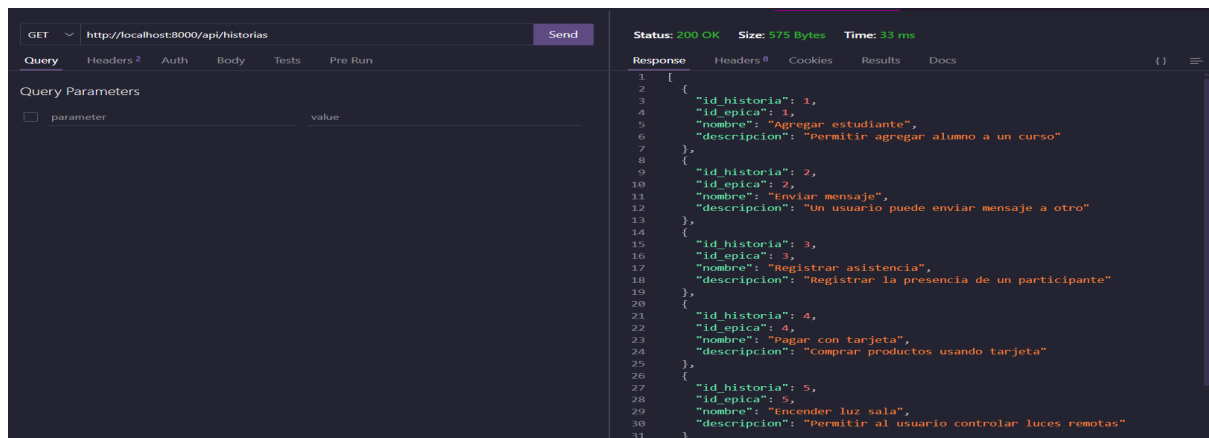 GET http://localhost:8000/api/historias Send
Query Headers 2 Auth Body Tests Pre Run
Query Parameters
parameter value
Status: 200 OK Size: 575 Bytes Time: 33 ms
Response Headers 8 Cookies Results Docs { }
1 [
2 {
3 "id_historia": 1,
4 "id_epica": 1,
5 "nombre": "Agregar estudiante",
6 "descripcion": "Permitir agregar alumno a un curso"
7 },
8 {
9 "id_historia": 2,
10 "id_epica": 2,
11 "nombre": "Enviar mensaje",
12 "descripcion": "Un usuario puede enviar mensaje a otro"
13 },
14 {
15 "id_historia": 3,
16 "id_epica": 3,
17 "nombre": "Registrar asistencia",
18 "descripcion": "Registrar la presencia de un participante"
19 },
20 {
21 "id_historia": 4,
22 "id_epica": 4,
23 "nombre": "Pagar con tarjeta",
24 "descripcion": "Comprar productos usando tarjeta"
25 },
26 {
27 "id_historia": 5,
28 "id_epica": 5,
29 "nombre": "Encender luz sala",
30 "descripcion": "Permitir al usuario controlar luces remotas"
31 }